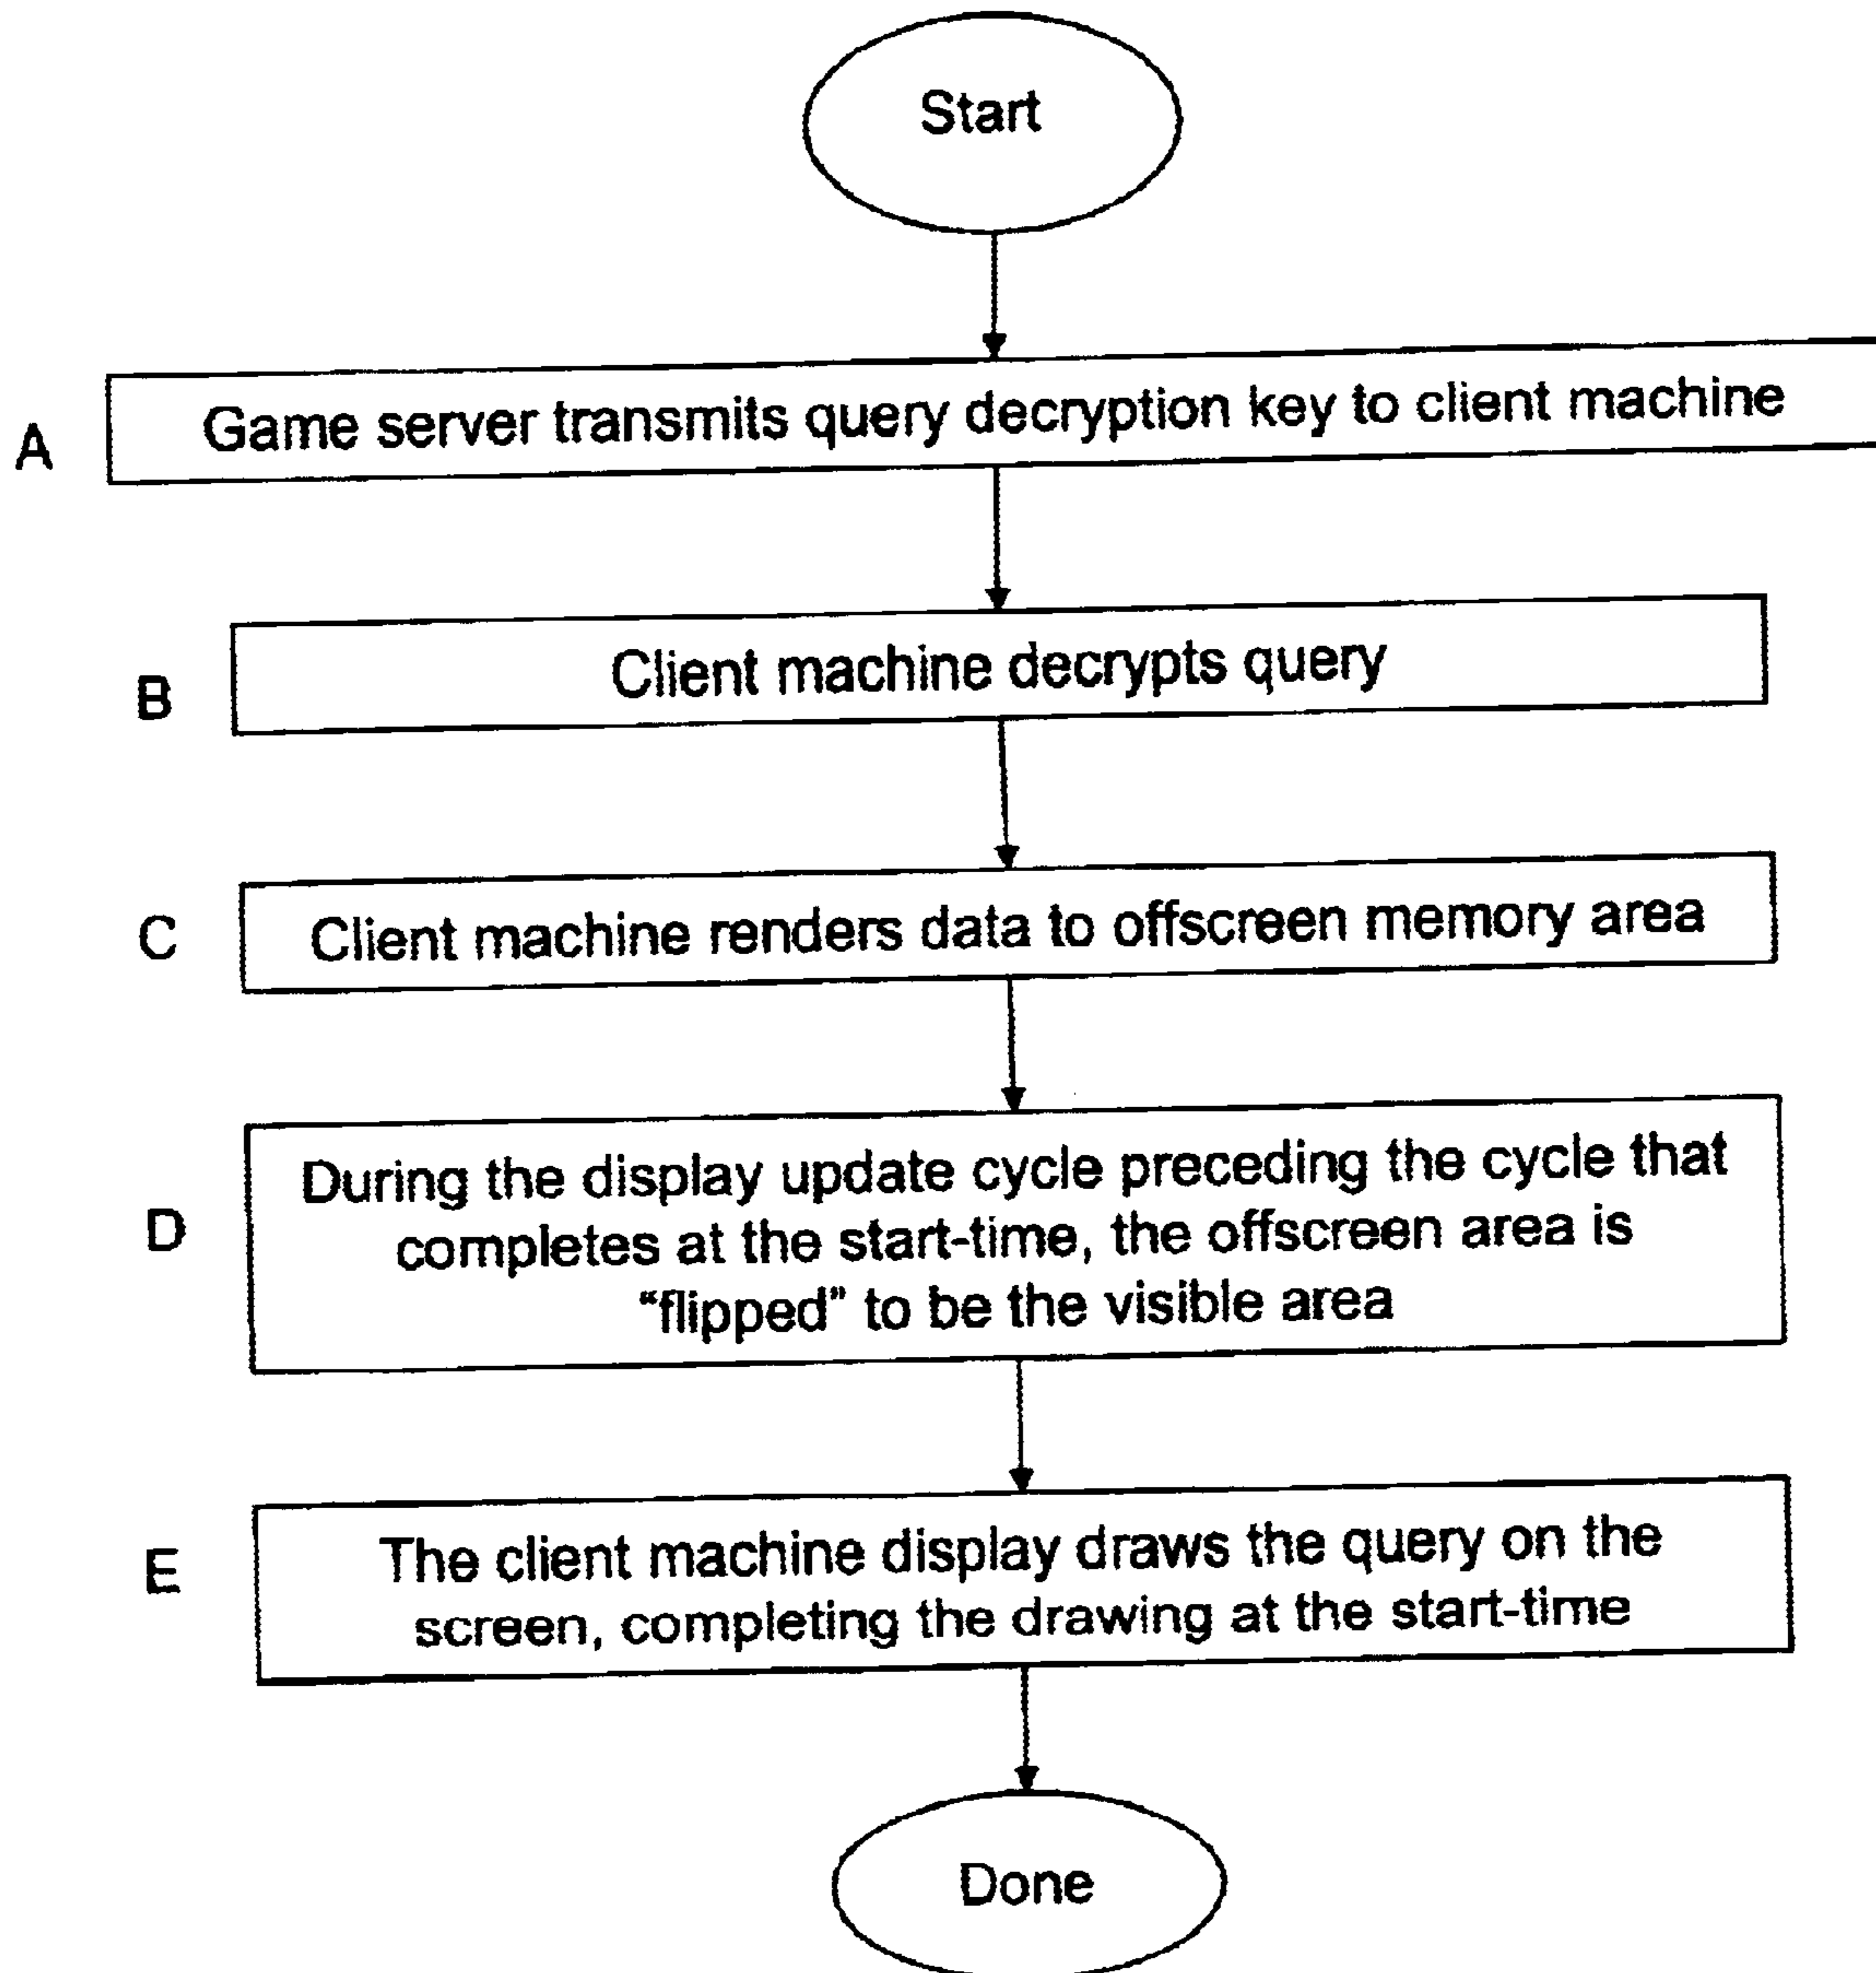 Start
A
Game server transmits query decryption key to client machine
B
Client machine decrypts query
C
Client machine renders data to offscreen memory area
D
During the display update cycle preceding the cycle that
completes at the start-time, the offscreen area is
“flipped” to be the visible area
E
The client machine display draws the query on the
screen, completing the drawing at the start-time
Done